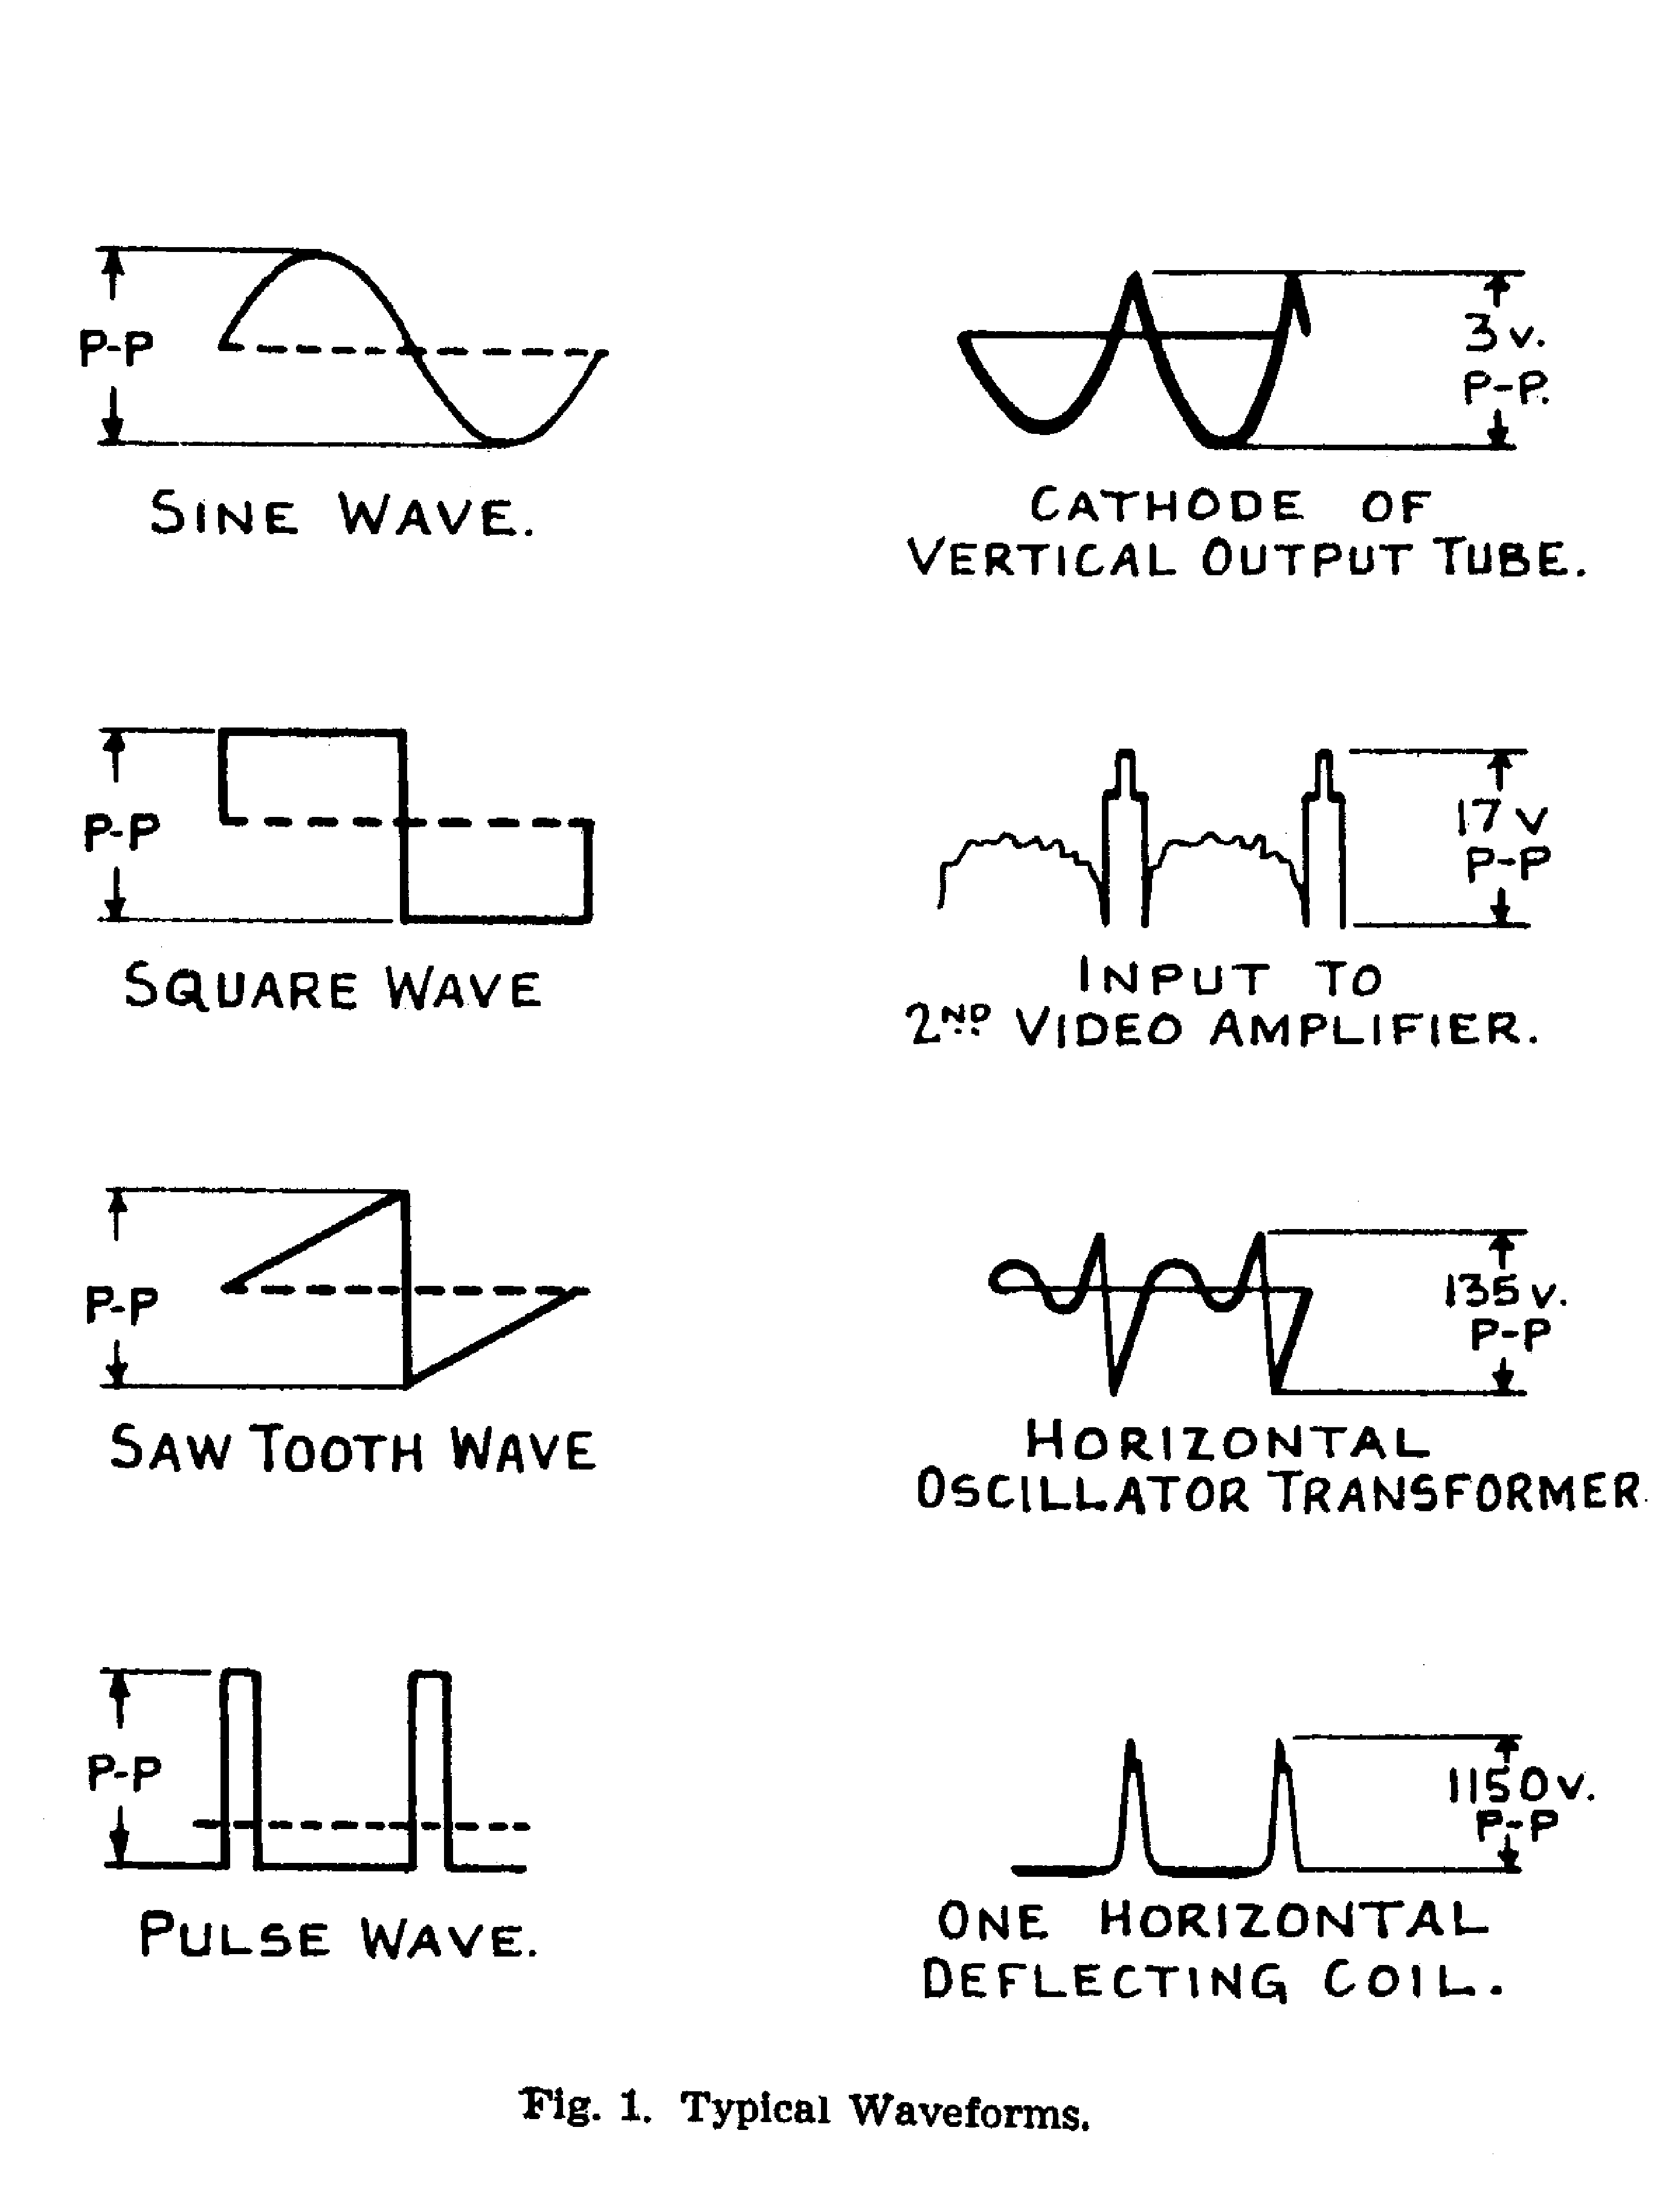 P-P
SINE WAVE.
3 v.
P-P.
CATHODE OF
VERTICAL OUTPUT TUBE.
P-P
SQUARE WAVE
17 v
P-P
INPUT TO
2ND VIDEO AMPLIFIER.
P-P
SAW TOOTH WAVE
135 v.
P-P
HORIZONTAL
OSCILLATOR TRANSFORMER
P-P
PULSE WAVE.
1150 v.
P-P
ONE HORIZONTAL
DEFLECTING COIL.
Fig. 1. Typical Waveforms.